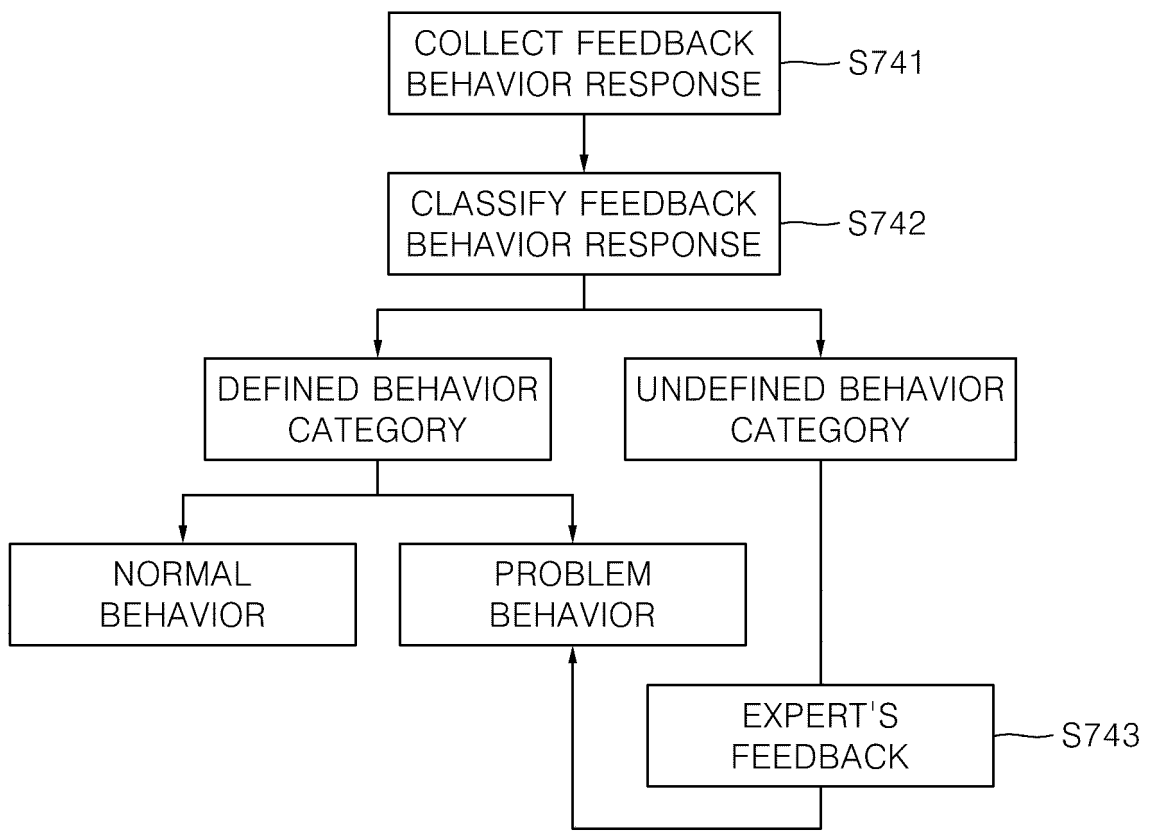 COLLECT FEEDBACK
BEHAVIOR RESPONSE
S741
CLASSIFY FEEDBACK
BEHAVIOR RESPONSE
S742
DEFINED BEHAVIOR
CATEGORY
UNDEFINED BEHAVIOR
CATEGORY
NORMAL
BEHAVIOR
PROBLEM
BEHAVIOR
EXPERT'S
FEEDBACK
S743